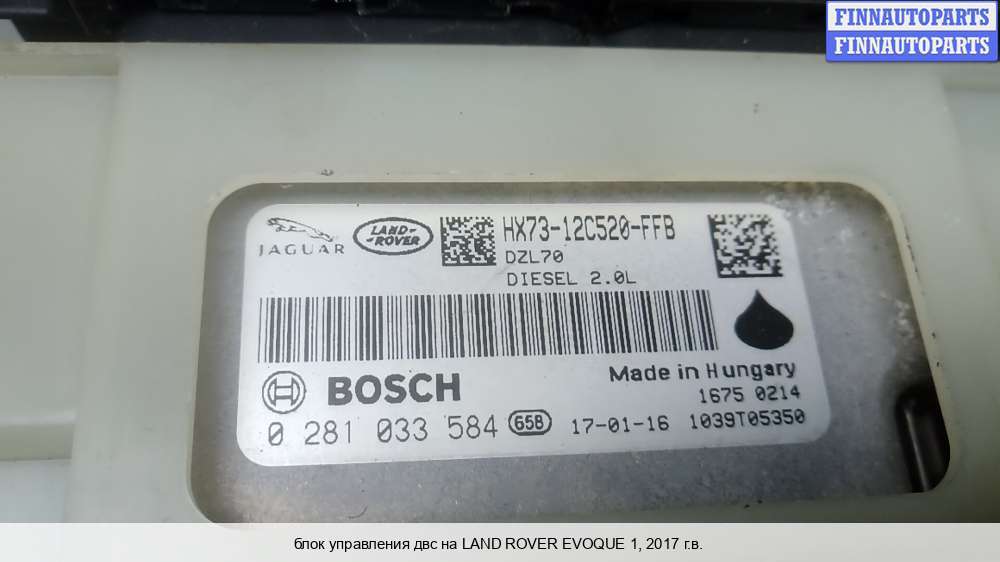 FINNAUTOPARTS
FINNAUTOPARTS
JAGUAR
LAND-
-ROVER
HX73-12C520-FFB
DZL70
DIESEL 2.0L
Made in Hungary
BOSCH
1675 0214
0 281 033 584 65B 17-01-16 1039T05350
блок управления двс на LAND ROVER EVOQUE 1, 2017 г.в.